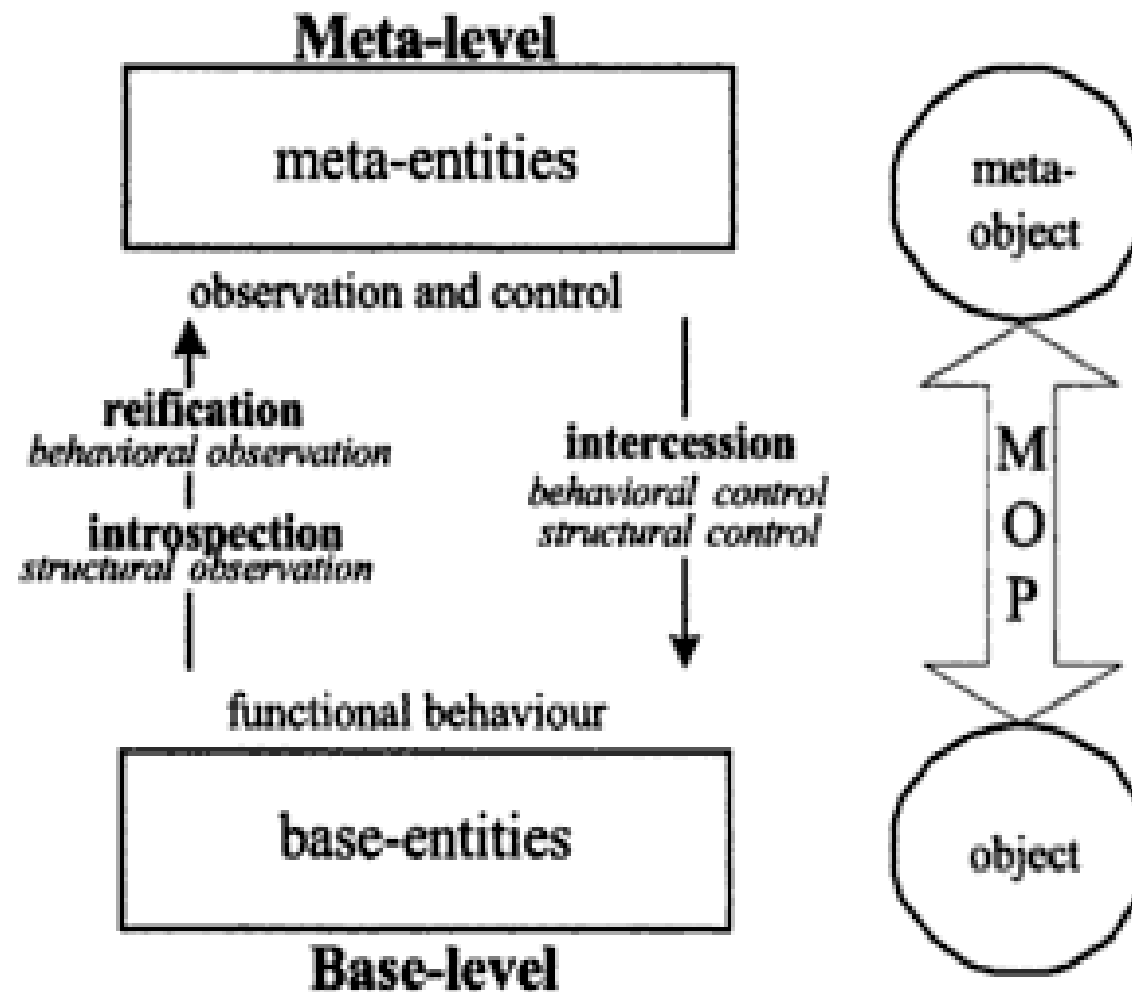 Meta-level
meta-entities
observation and control
reification
behavioral observation
introspection
structural observation
intercession
behavioral control
structural control
functional behaviour
base-entities
Base-level
meta-
object
M
O
P
object